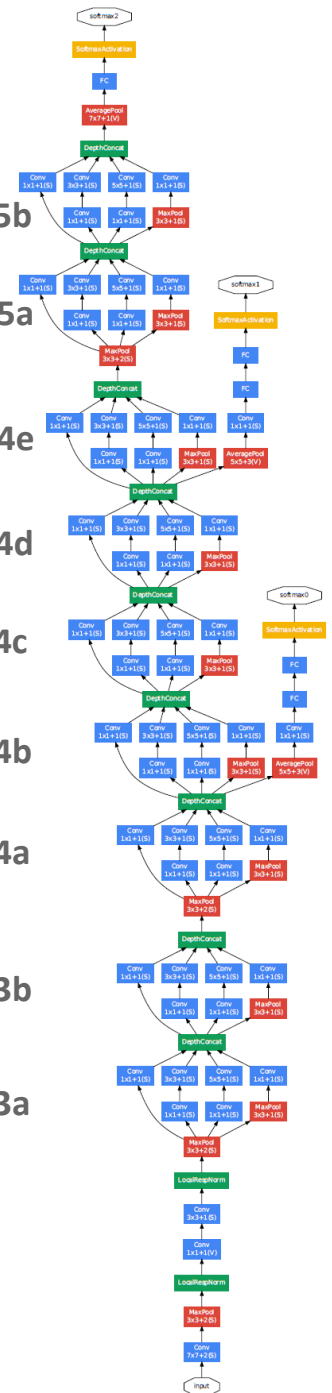 softmax2
SoftmaxActivation
FC
AveragePool
7x7+1(V)
DepthConcat
Conv Conv Conv Conv
1x1+1(S) 3x3+1(S) 5x5+1(S) 1x1+1(S)
5b
Conv Conv MaxPool
1x1+1(S) 1x1+1(S) 3x3+1(S)
DepthConcat
Conv Conv Conv Conv
1x1+1(S) 3x3+1(S) 5x5+1(S) 1x1+1(S)
softmax1
5a
Conv Conv MaxPool
1x1+1(S) 1x1+1(S) 3x3+1(S)
SoftmaxActivation
MaxPool
3x3+2(S)
FC
DepthConcat
FC
Conv Conv Conv Conv Conv
1x1+1(S) 3x3+1(S) 5x5+1(S) 1x1+1(S) 1x1+1(S)
4e
Conv Conv MaxPool AveragePool
1x1+1(S) 1x1+1(S) 3x3+1(S) 5x5+3(V)
DepthConcat
Conv Conv Conv Conv
1x1+1(S) 3x3+1(S) 5x5+1(S) 1x1+1(S)
4d
Conv Conv MaxPool
1x1+1(S) 1x1+1(S) 3x3+1(S)
DepthConcat
softmax0
Conv Conv Conv Conv
1x1+1(S) 3x3+1(S) 5x5+1(S) 1x1+1(S)
SoftmaxActivation
4c
Conv Conv MaxPool
1x1+1(S) 1x1+1(S) 3x3+1(S)
FC
DepthConcat
FC
Conv Conv Conv Conv Conv
1x1+1(S) 3x3+1(S) 5x5+1(S) 1x1+1(S) 1x1+1(S)
4b
Conv Conv MaxPool AveragePool
1x1+1(S) 1x1+1(S) 3x3+1(S) 5x5+3(V)
DepthConcat
Conv Conv Conv Conv
1x1+1(S) 3x3+1(S) 5x5+1(S) 1x1+1(S)
4a
Conv Conv MaxPool
1x1+1(S) 1x1+1(S) 3x3+1(S)
MaxPool
3x3+2(S)
DepthConcat
Conv Conv Conv Conv
1x1+1(S) 3x3+1(S) 5x5+1(S) 1x1+1(S)
3b
Conv Conv MaxPool
1x1+1(S) 1x1+1(S) 3x3+1(S)
DepthConcat
Conv Conv Conv Conv
1x1+1(S) 3x3+1(S) 5x5+1(S) 1x1+1(S)
3a
Conv Conv MaxPool
1x1+1(S) 1x1+1(S) 3x3+1(S)
MaxPool
3x3+2(S)
LocalRespNorm
Conv
3x3+1(S)
Conv
1x1+1(V)
LocalRespNorm
MaxPool
3x3+2(S)
Conv
7x7+2(S)
input